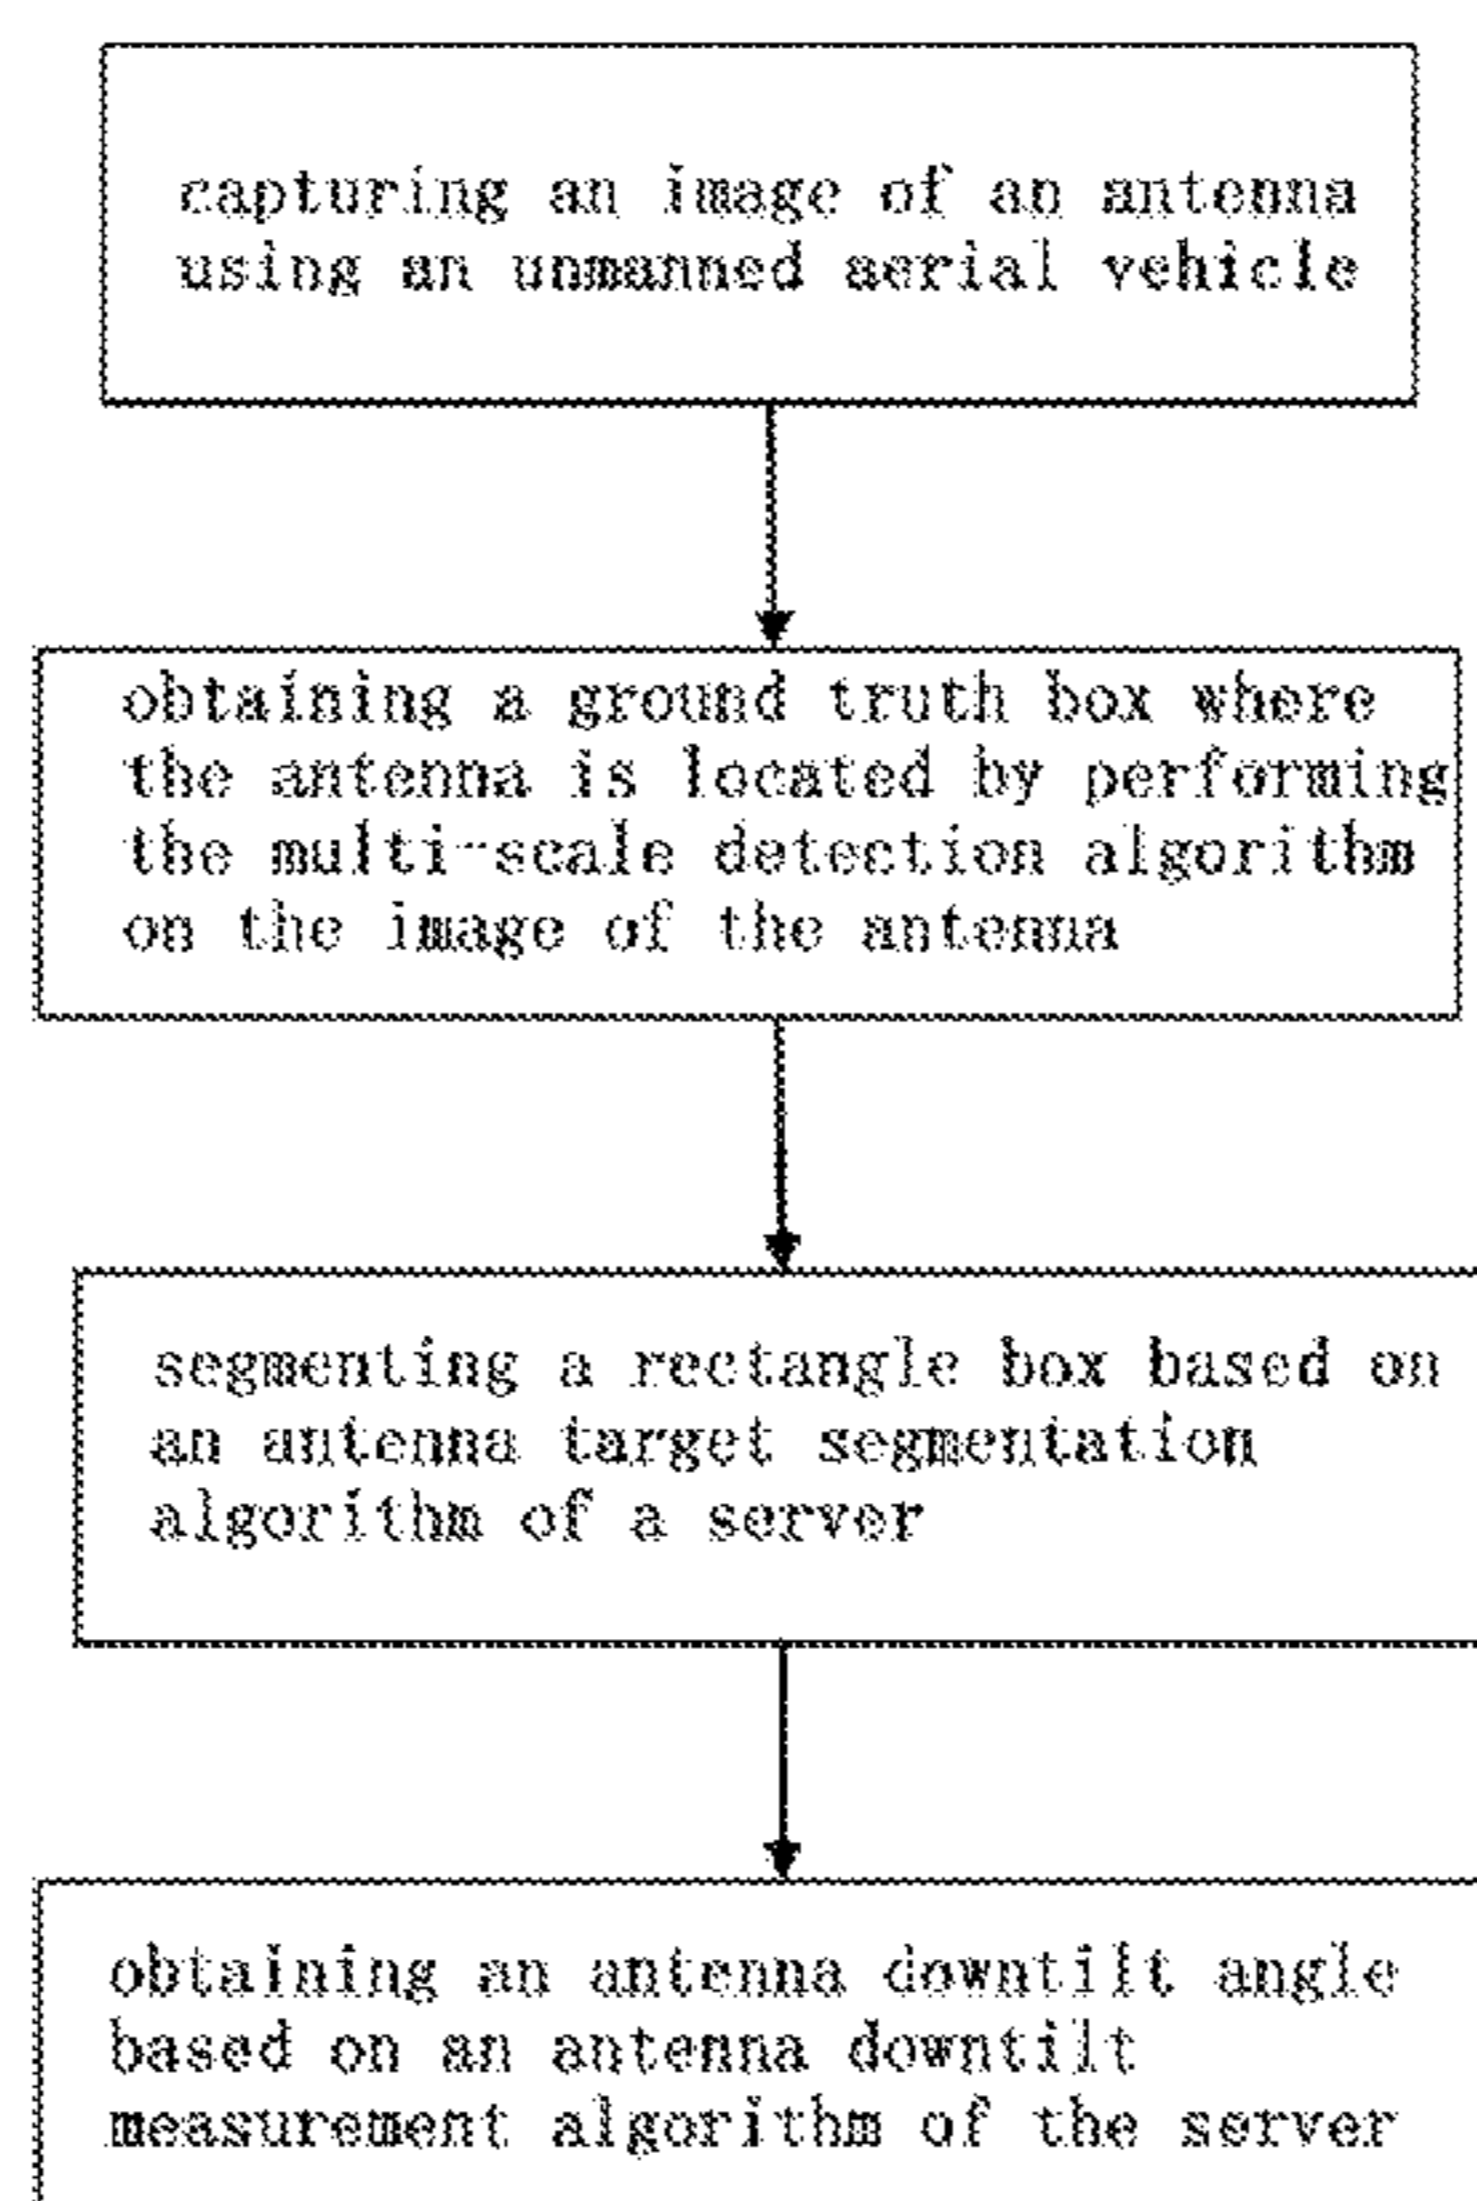 capturing an image of an antenna
using an unmanned aerial vehicle
obtaining a ground truth box where
the antenna is located by performing
the multi-scale detection algorithm
on the image of the antenna
segmenting a rectangle box based on
an antenna target segmentation
algorithm of a server
obtaining an antenna downtilt angle
based on an antenna downtilt
measurement algorithm of the server